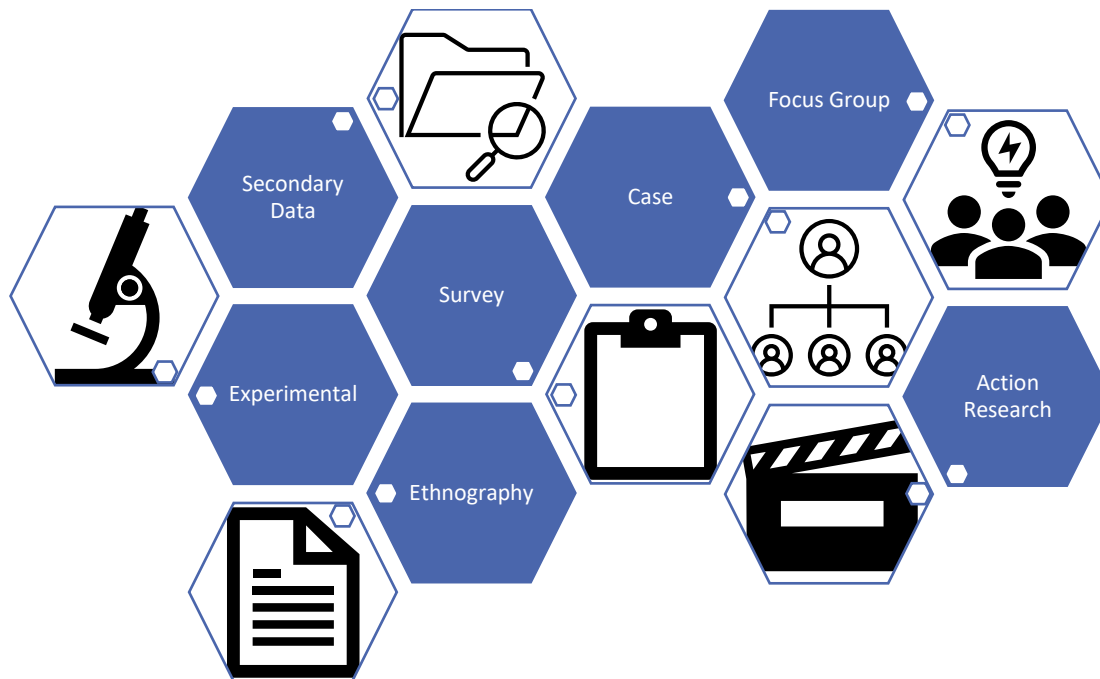 Focus Group
Secondary
Data
Case
Survey
Experimental
Action
Research
Ethnography